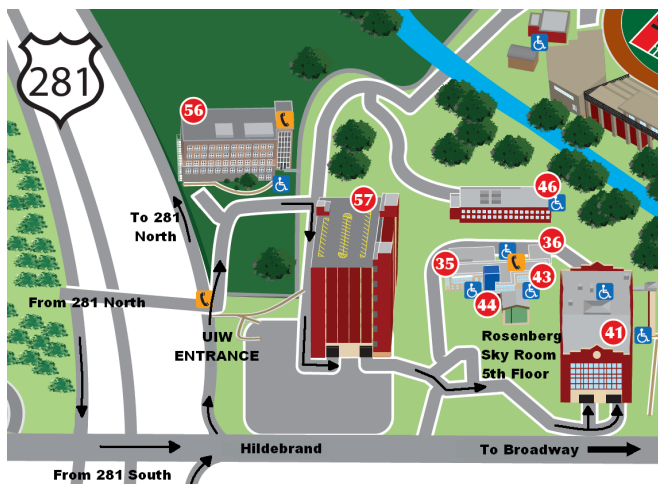 281
56
57
46
To 281
North
36
35
43
From 281 North
44
UIW
ENTRANCE
Rosenberg
Sky Room
5th Floor
41
Hildebrand
To Broadway
From 281 South